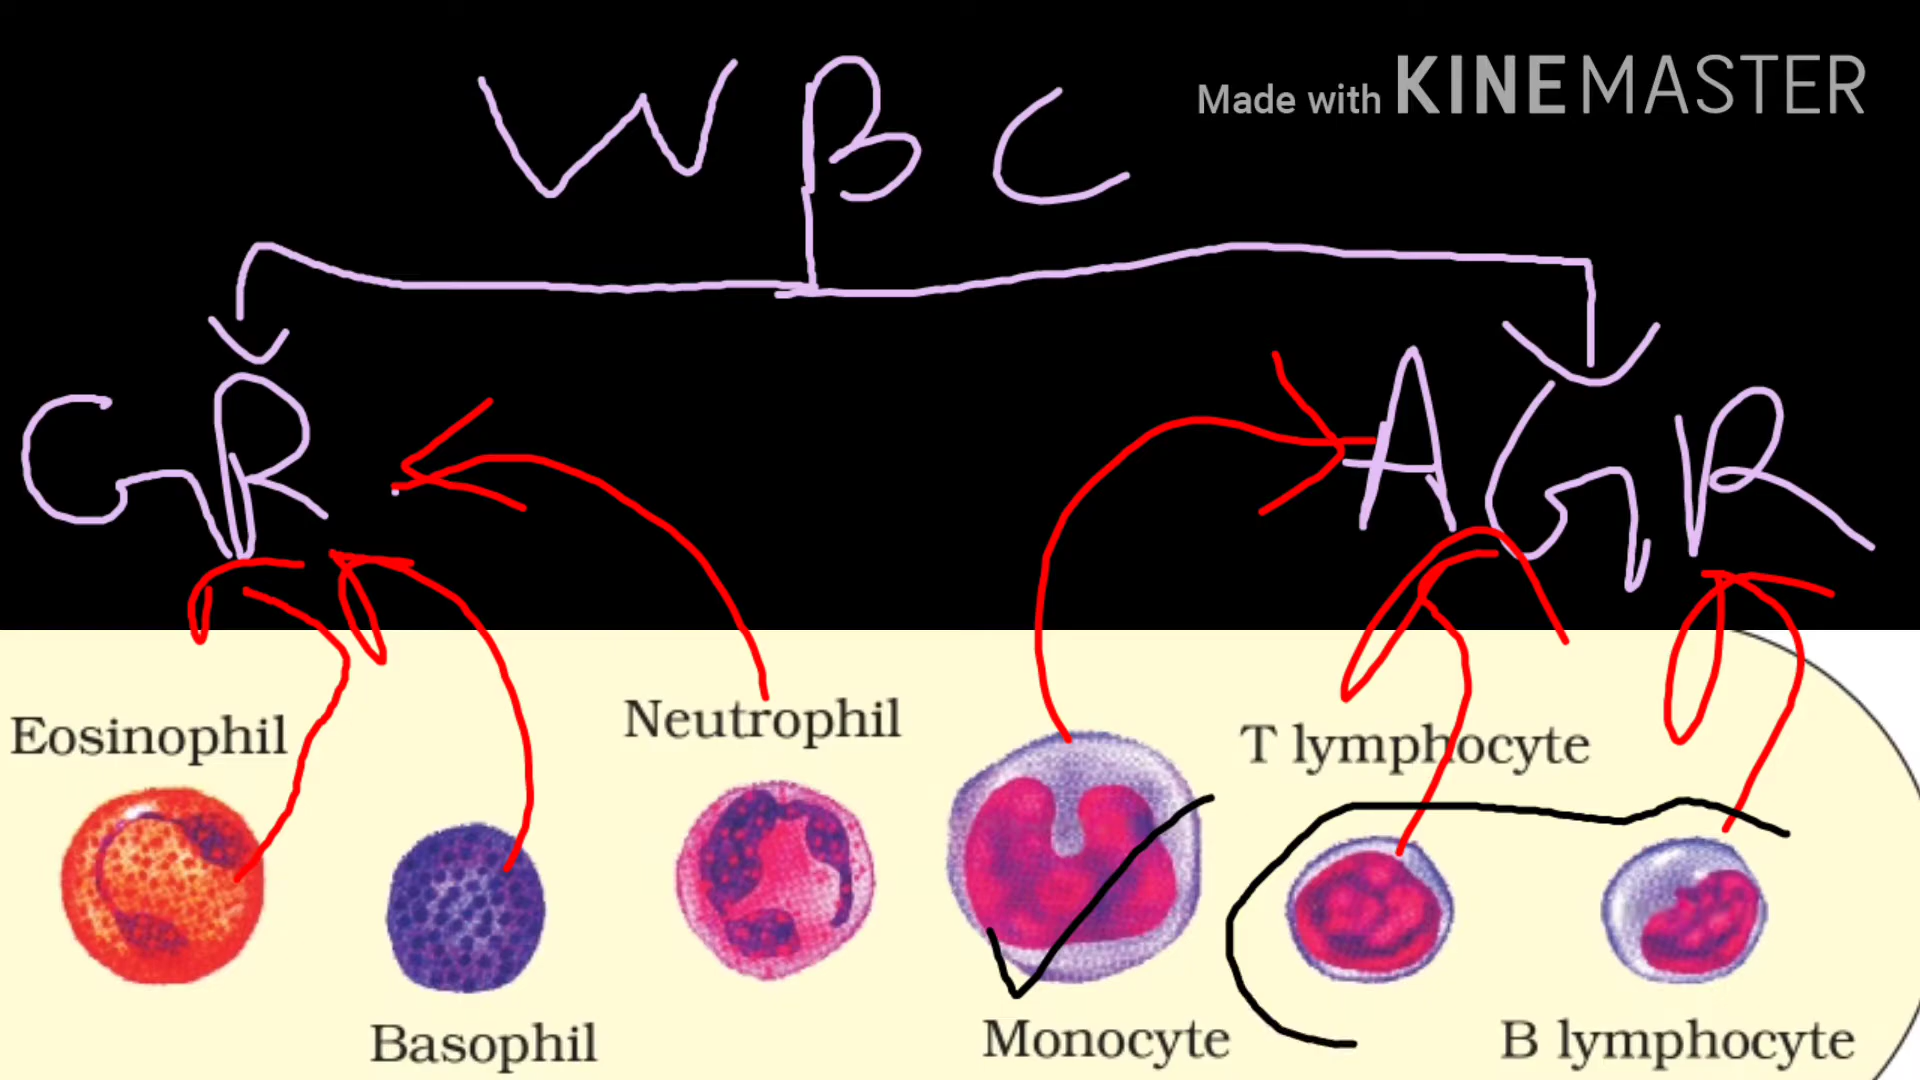 Made with KINEMASTER
WBC
GR
AGR
Eosinophil
Neutrophil
T lymphocyte
Basophil
Monocyte
B lymphocyte